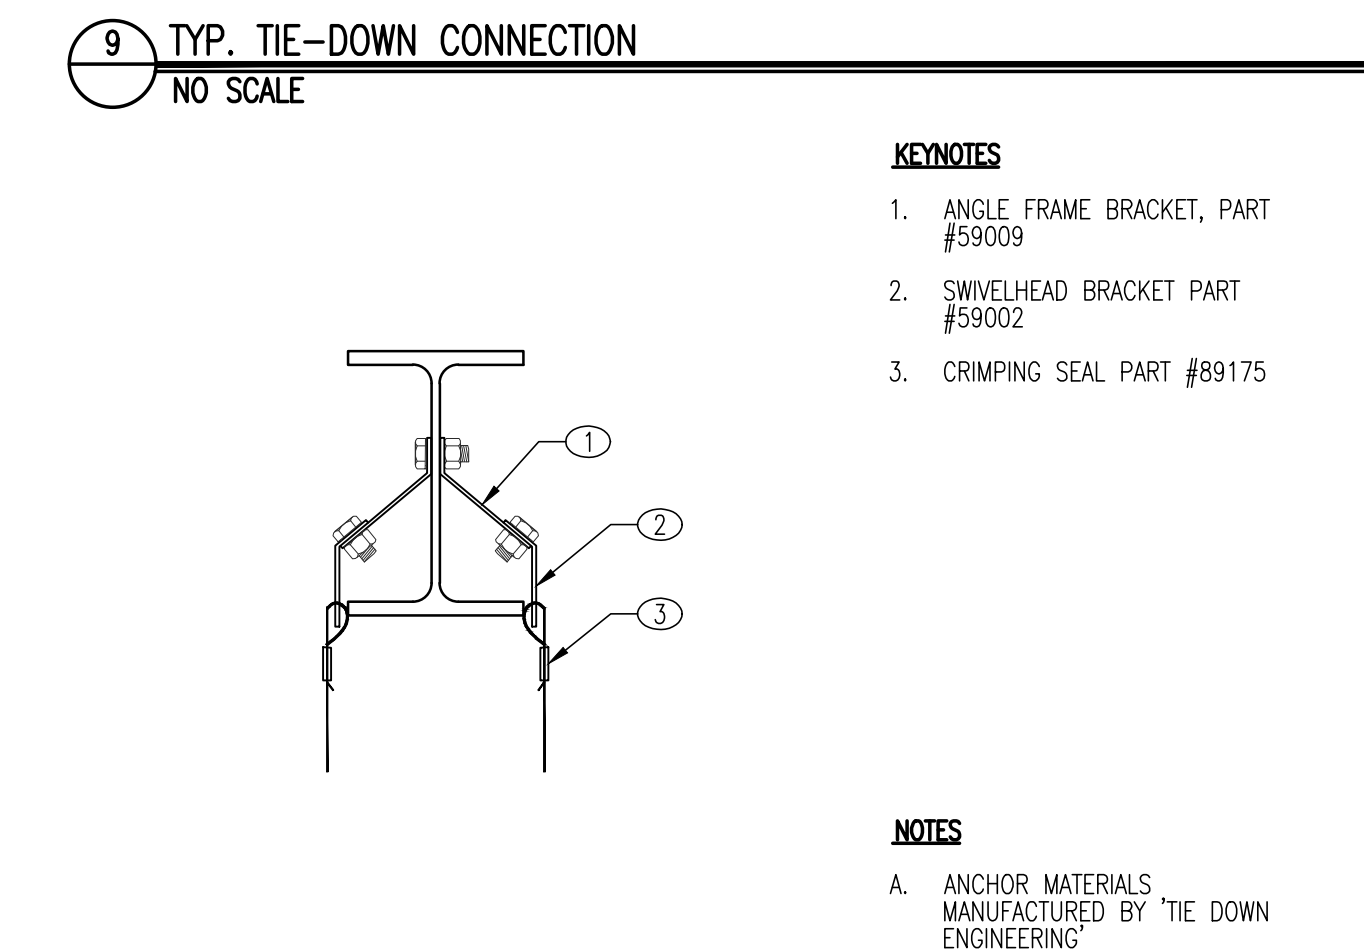 9
TYP. TIE-DOWN CONNECTION
NO SCALE
KEYNOTES
1. ANGLE FRAME BRACKET, PART
#59009
2. SWIVELHEAD BRACKET PART
#59002
3. CRIMPING SEAL PART #89175
1
2
3
NOTES
A. ANCHOR MATERIALS
MANUFACTURED BY 'TIE DOWN
ENGINEERING'